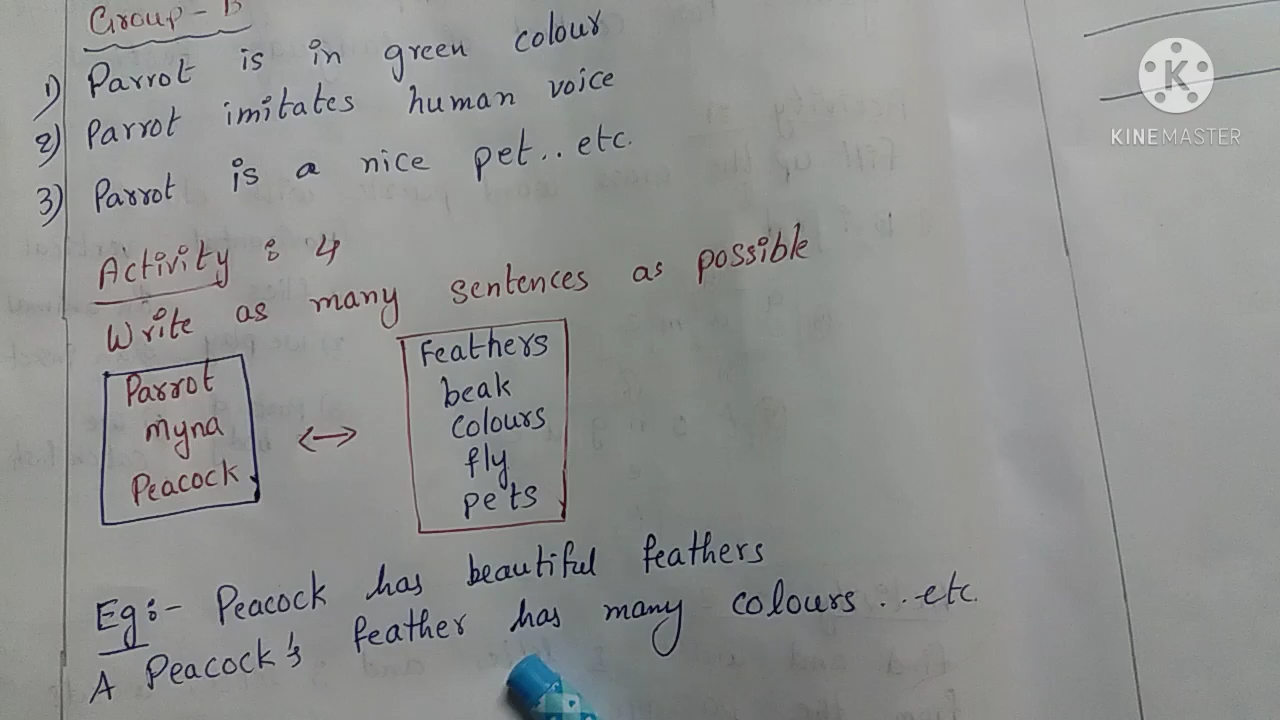 Group - B
1) Parrot is in green colour
2) Parrot imitates human voice
3) Parrot is a nice pet.. etc.
Activity : 4
Write as many sentences as possible
Parrot
myna
Peacock
Feathers
beak
colours
fly
pets
Eg:- Peacock has beautiful feathers
A Peacock's feather has many colours...etc.
K
KINEMASTER